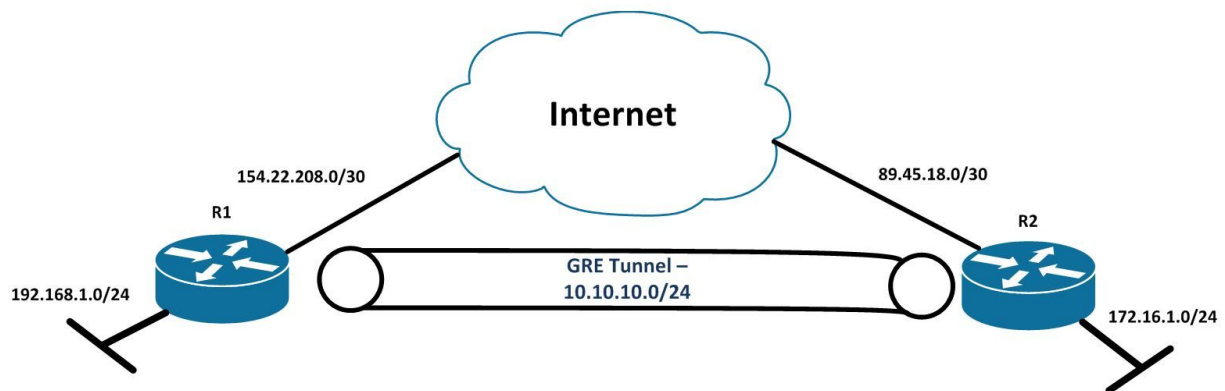 Internet
154.22.208.0/30
89.45.18.0/30
R1
R2
GRE Tunnel –
10.10.10.0/24
192.168.1.0/24
172.16.1.0/24